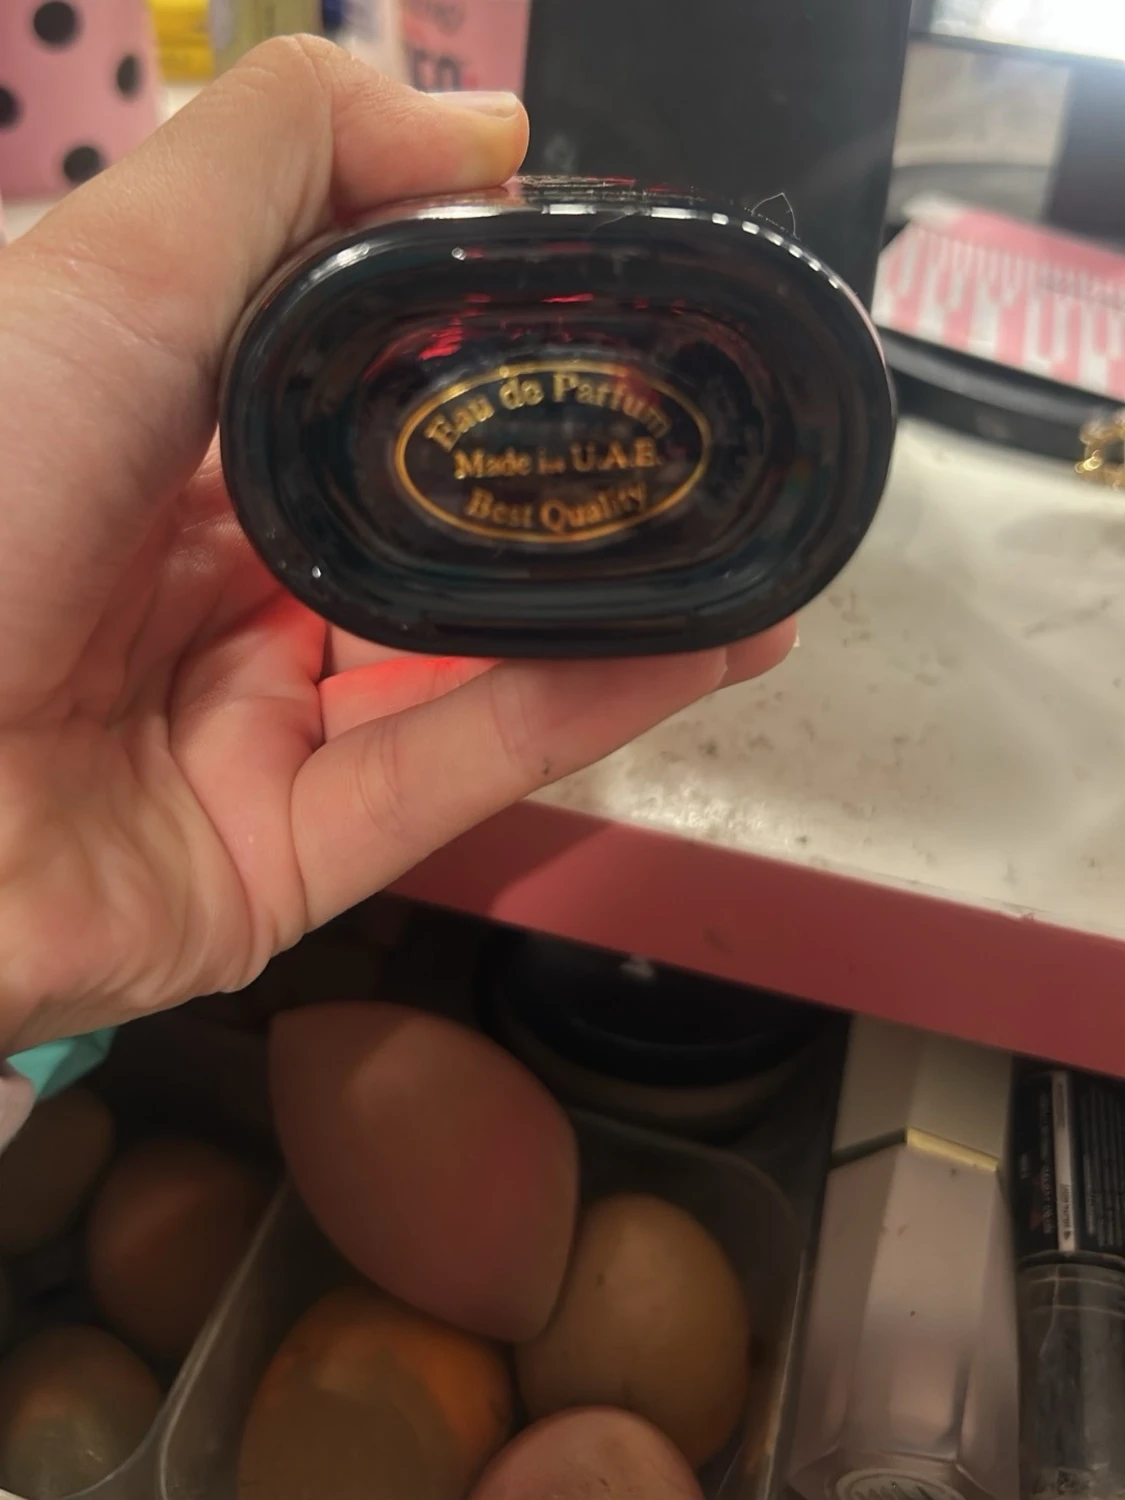 Eau de Parfum
Made in U.A.E.
Best Quality